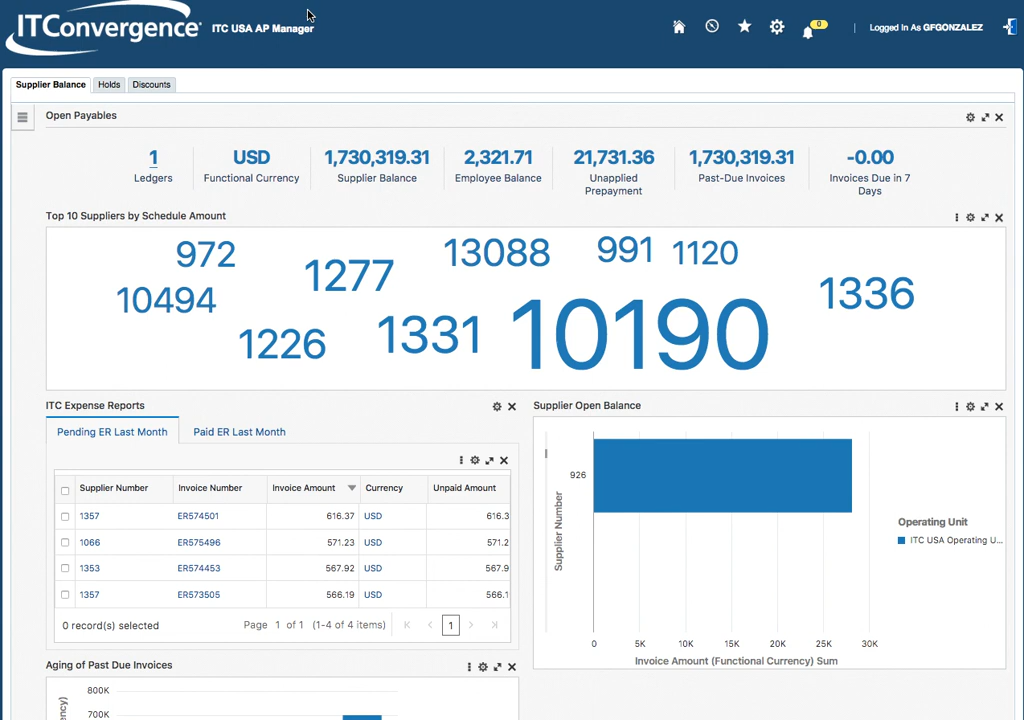 ITConvergence® ITC USA AP Manager
0
Logged In As GFGONZALEZ
Supplier Balance Holds Discounts
Open Payables
1 USD 1,730,319.31 2,321.71 21,731.36 1,730,319.31 -0.00
Ledgers Functional Currency Supplier Balance Employee Balance Unapplied Past-Due Invoices Invoices Due in 7
Prepayment Days
Top 10 Suppliers by Schedule Amount
972 1277 13088 991 1120
10494 1226 1331 10190 1336
ITC Expense Reports
Pending ER Last Month Paid ER Last Month
Supplier Number Invoice Number Invoice Amount Currency Unpaid Amount
1357 ER574501 616.37 USD 616.3
1066 ER575496 571.23 USD 571.2
1353 ER574453 567.92 USD 567.9
1357 ER573505 566.19 USD 566.1
0 record(s) selected Page 1 of 1 (1-4 of 4 items) 1
Supplier Open Balance
926
Supplier Number
0 5K 10K 15K 20K 25K 30K
Invoice Amount (Functional Currency) Sum
Operating Unit
ITC USA Operating U...
Aging of Past Due Invoices
800K
700K
ency)